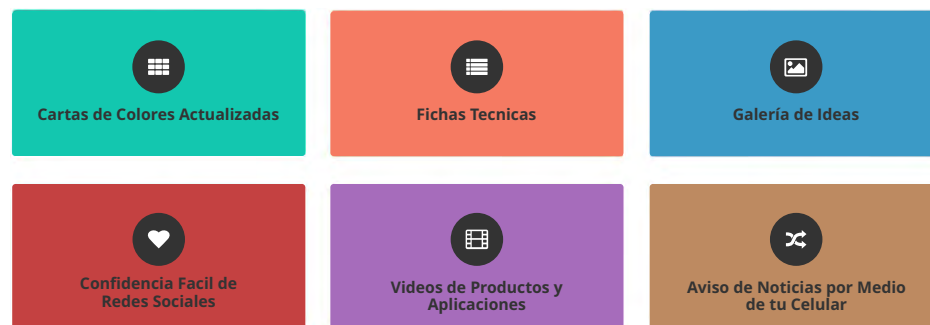 Cartas de Colores Actualizadas
Fichas Tecnicas
Galería de Ideas
Confidencia Facil de
Redes Sociales
Videos de Productos y
Aplicaciones
Aviso de Noticias por Medio
de tu Celular